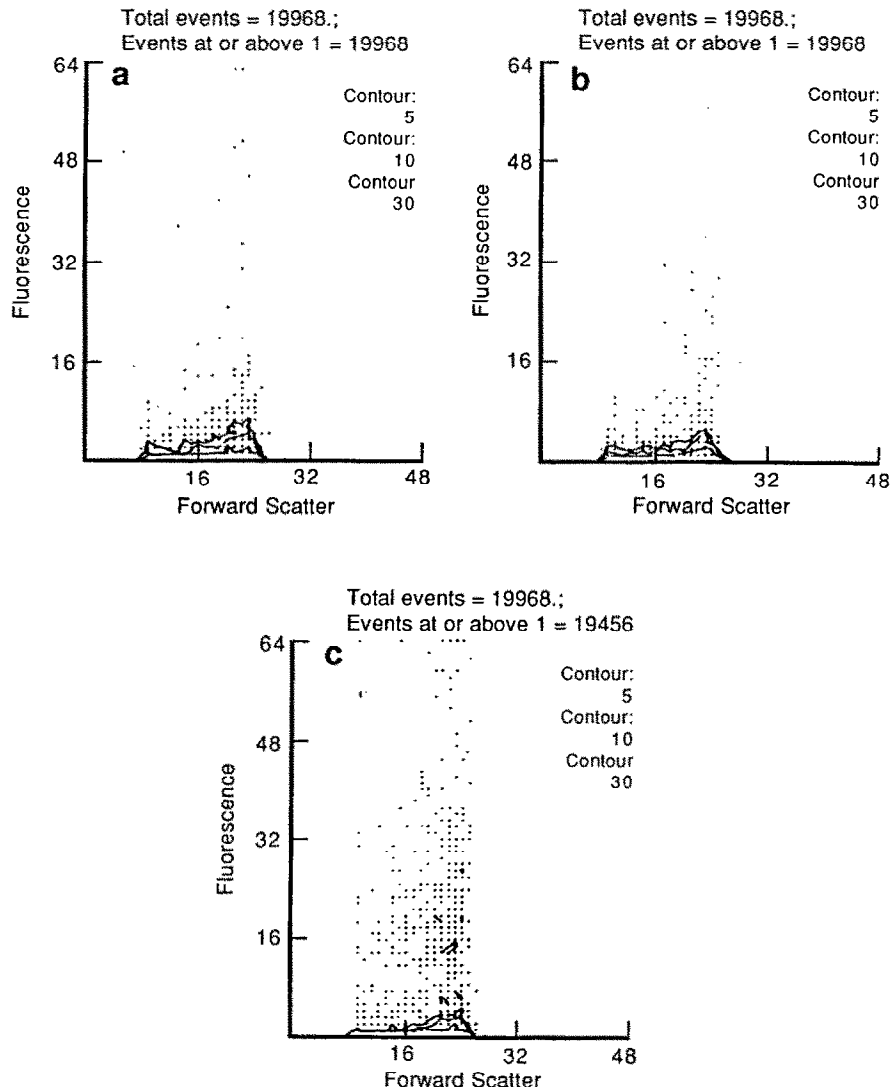 Total events = 19968.;
Events at or above 1 = 19968
a
Contour:
5
Contour:
10
Contour
30
64
48
32
16
Fluorescence
16
32
48
Forward Scatter
Total events = 19968.;
Events at or above 1 = 19968
b
Contour:
5
Contour:
10
Contour
30
64
48
32
16
Fluorescence
16
32
48
Forward Scatter
Total events = 19968.;
Events at or above 1 = 19456
c
Contour:
5
Contour:
10
Contour
30
64
48
32
16
Fluorescence
16
32
48
Forward Scatter